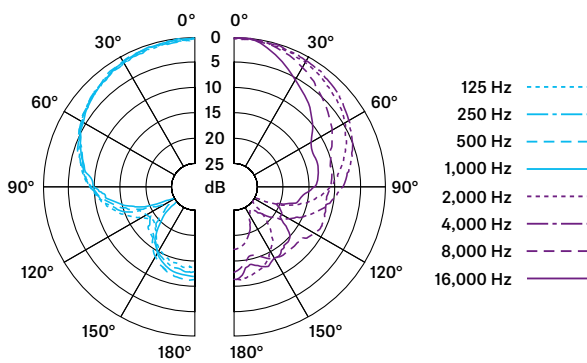 0° 0°
30° 0 30°
5
60° 10 60°
15
20
25
90° dB 90°
120° 120°
150° 150°
180° 180°
125 Hz
250 Hz
500 Hz
1,000 Hz
2,000 Hz
4,000 Hz
8,000 Hz
16,000 Hz